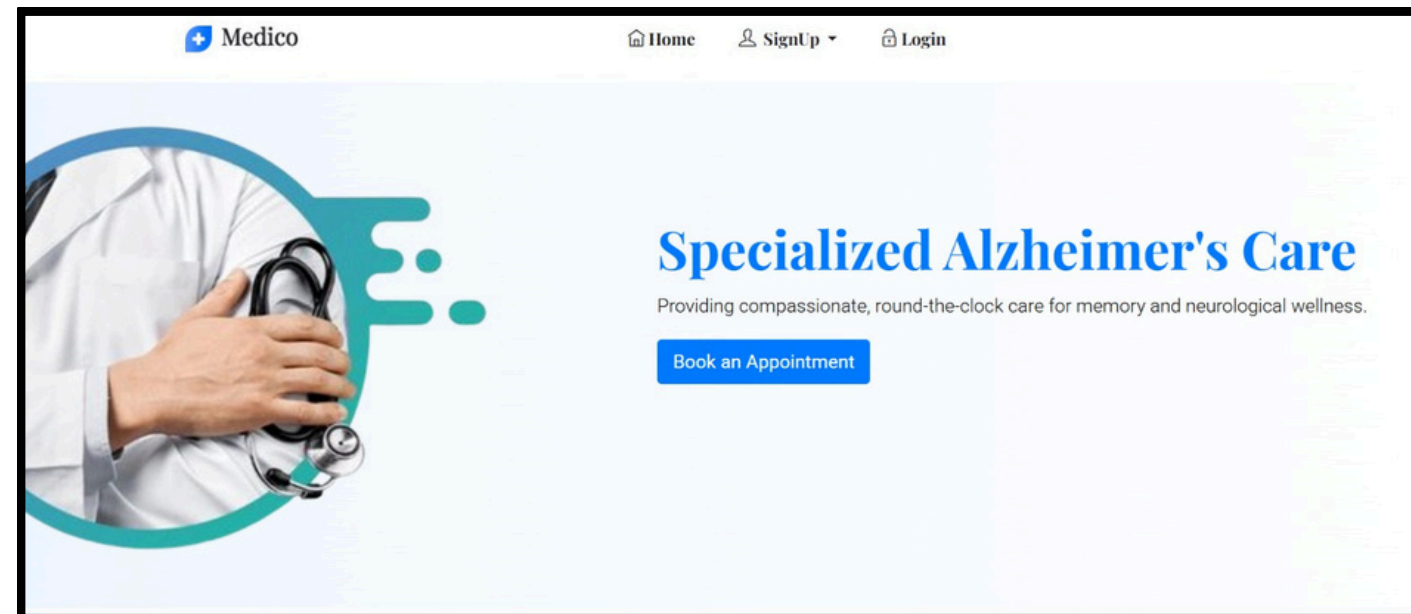 Medico
Home SignUp Login
Specialized Alzheimer's Care
Providing compassionate, round-the-clock care for memory and neurological wellness.
Book an Appointment